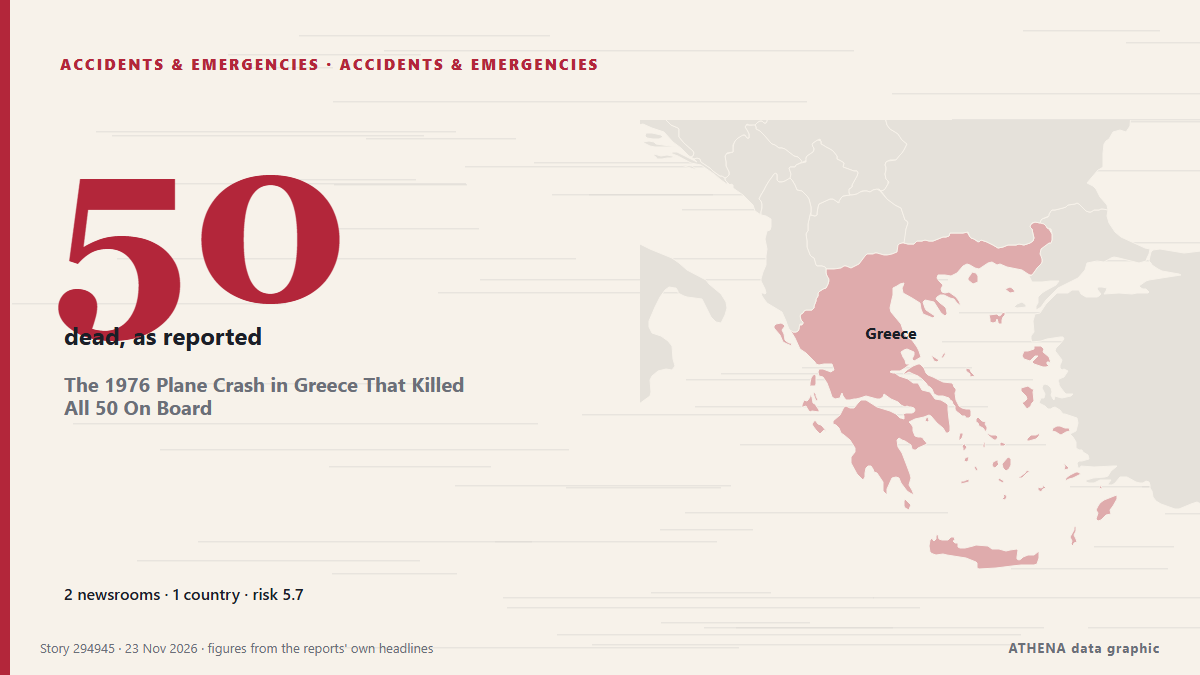 ACCIDENTS & EMERGENCIES · ACCIDENTS & EMERGENCIES
50
dead, as reported
The 1976 Plane Crash in Greece That Killed
All 50 On Board
Greece
2 newsrooms · 1 country · risk 5.7
Story 294945 · 23 Nov 2026 · figures from the reports' own headlines
ATHENA data graphic